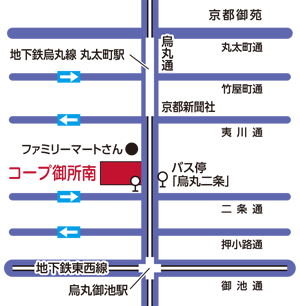 京都御苑
烏丸通
丸太町通
地下鉄烏丸線 丸太町駅
竹屋町通
京都新聞社
夷川通
ファミリーマートさん
コープ御所南
バス停
「烏丸二条」
二条通
押小路通
地下鉄東西線
御池通
烏丸御池駅